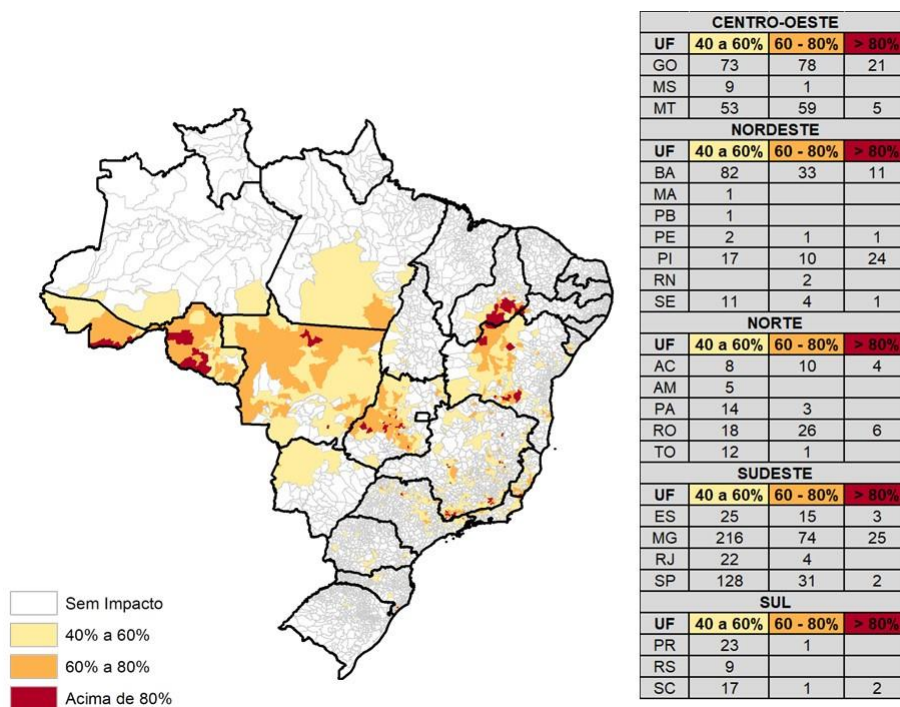 CENTRO-OESTE
UF 40 a 60% 60 - 80% > 80%
GO 73 78 21
MS 9 1
MT 53 59 5
NORDESTE
UF 40 a 60% 60 - 80% > 80%
BA 82 33 11
MA 1
PB 1
PE 2 1 1
PI 17 10 24
RN 2
SE 11 4 1
NORTE
UF 40 a 60% 60 - 80% > 80%
AC 8 10 4
AM 5
PA 14 3
RO 18 26 6
TO 12 1
SUDESTE
UF 40 a 60% 60 - 80% > 80%
ES 25 15 3
MG 216 74 25
RJ 22 4
SP 128 31 2
SUL
UF 40 a 60% 60 - 80% > 80%
PR 23 1
RS 9
SC 17 1 2
Sem Impacto
40% a 60%
60% a 80%
Acima de 80%